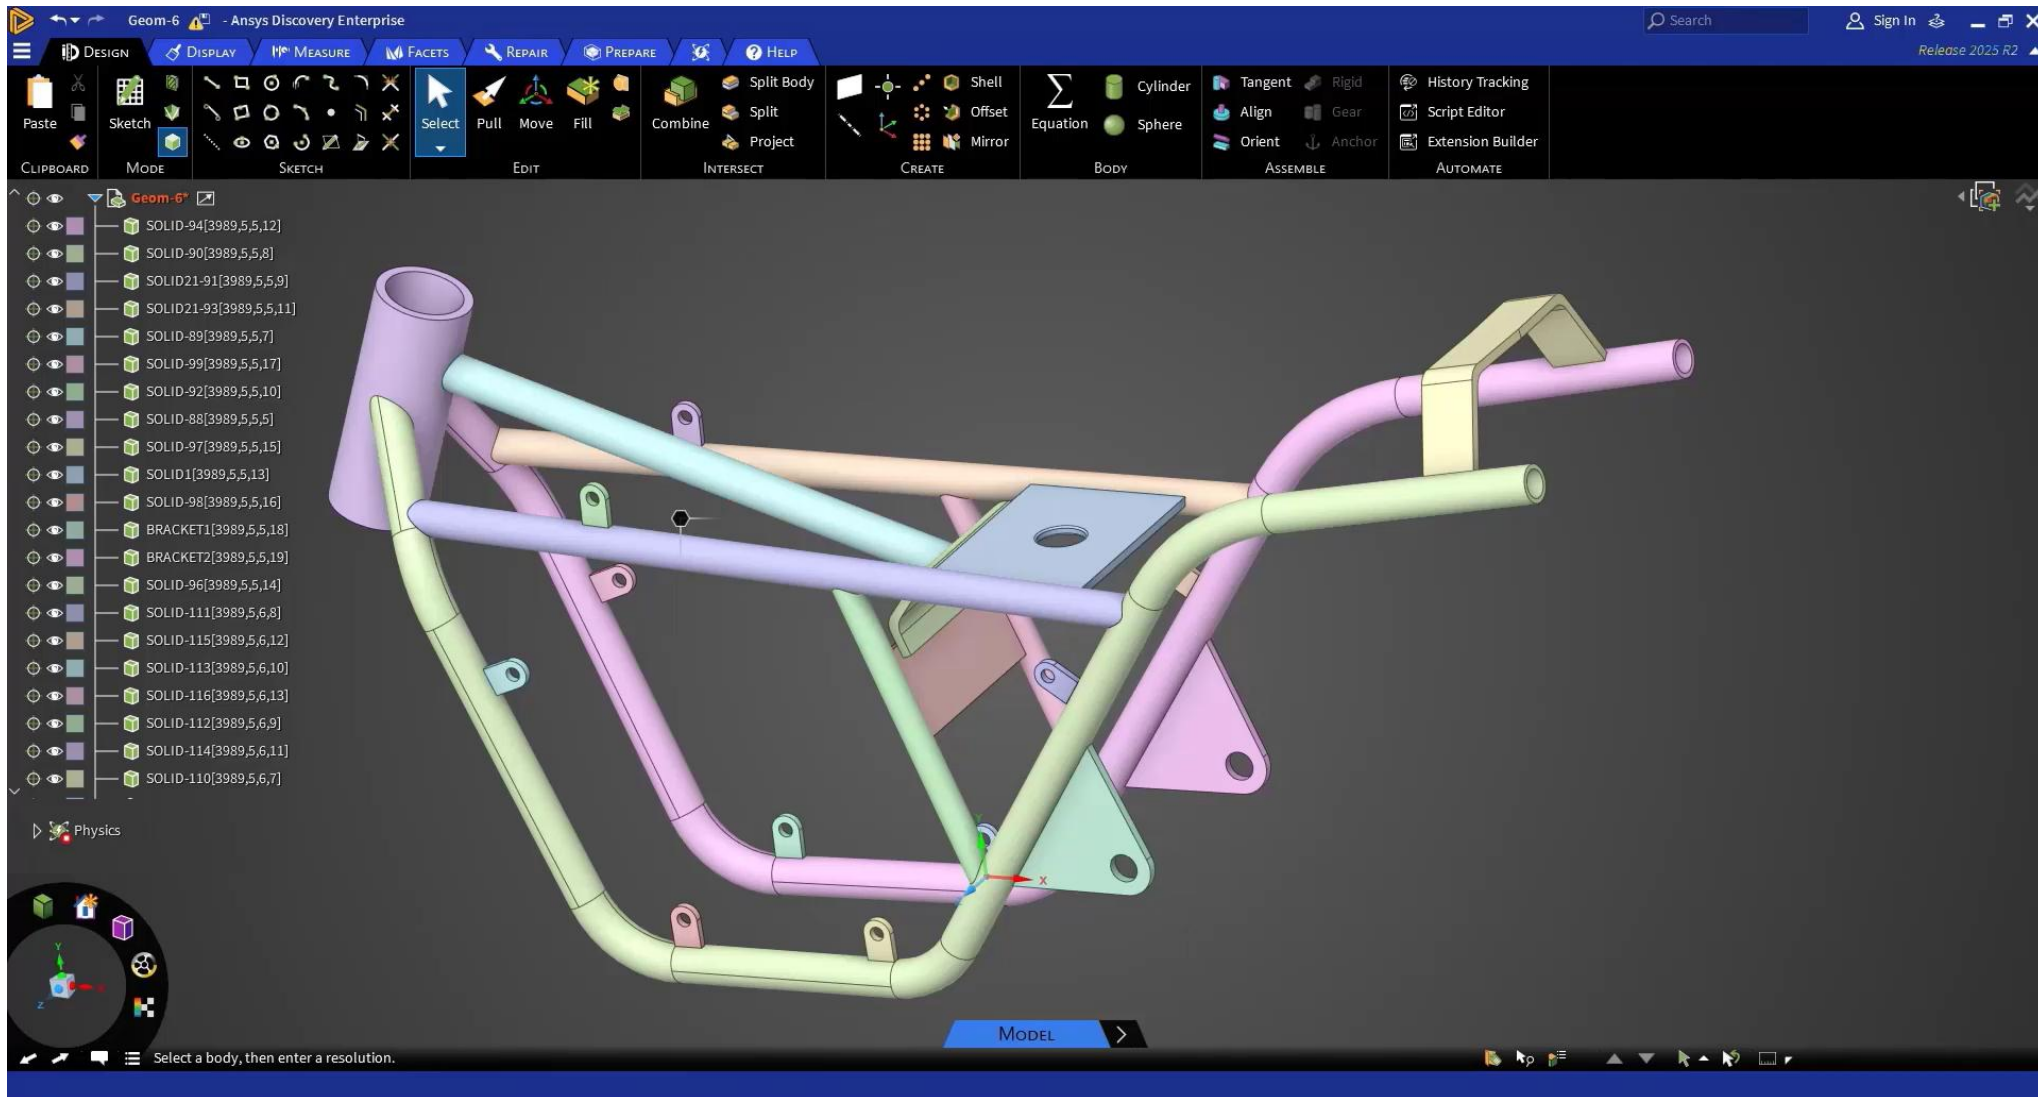 Geom-6 - Ansys Discovery Enterprise
Search
Sign In
Design
Display
Measure
Facets
Repair
Prepare
Help
Release 2025 R2
Paste
Clipboard
Sketch
Mode
Sketch
Select
Pull
Move
Fill
Edit
Combine
Split Body
Split
Project
Intersect
Shell
Offset
Mirror
Create
Equation
Cylinder
Sphere
Body
Tangent
Align
Orient
Rigid
Gear
Anchor
Assemble
History Tracking
Script Editor
Extension Builder
Automate
Geom-6*
SOLID-94[3989,5,5,12]
SOLID-90[3989,5,5,8]
SOLID21-91[3989,5,5,9]
SOLID21-93[3989,5,5,11]
SOLID-89[3989,5,5,7]
SOLID-99[3989,5,5,17]
SOLID-92[3989,5,5,10]
SOLID-88[3989,5,5,5]
SOLID-97[3989,5,5,15]
SOLID1[3989,5,5,13]
SOLID-98[3989,5,5,16]
BRACKET1[3989,5,5,18]
BRACKET2[3989,5,5,19]
SOLID-96[3989,5,5,14]
SOLID-111[3989,5,6,8]
SOLID-115[3989,5,6,12]
SOLID-113[3989,5,6,10]
SOLID-116[3989,5,6,13]
SOLID-112[3989,5,6,9]
SOLID-114[3989,5,6,11]
SOLID-110[3989,5,6,7]
Physics
Y
X
Z
Y
X
Z
Model
Select a body, then enter a resolution.